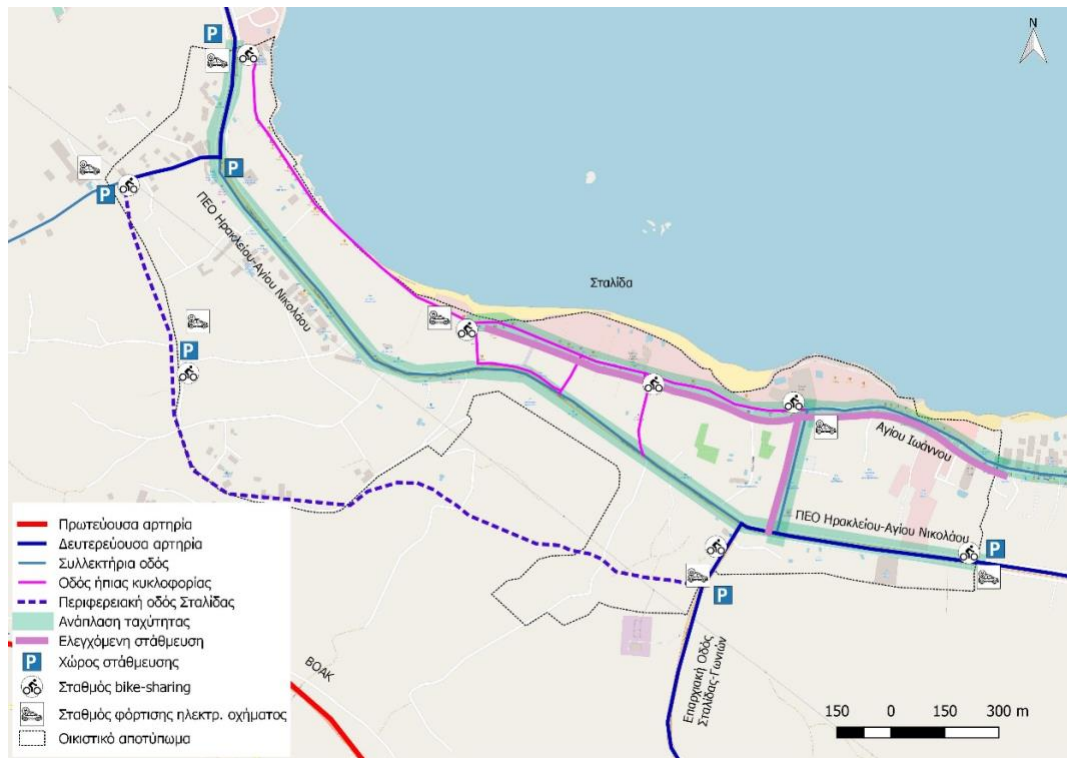 N
P
P
P
ΠΕΟ Ηρακλείου-Αγίου Νικολάου
Σταλίδα
P
Αγίου Ιωάννου
ΠΕΟ Ηρακλείου-Αγίου Νικολάου
P
P
Επαρχιακή Οδός
Σταλίδας-Γωνιών
ΒΟΑΚ
Πρωτεύουσα αρτηρία
Δευτερεύουσα αρτηρία
Συλλεκτήρια οδός
Οδός ήπιας κυκλοφορίας
Περιφερειακή οδός Σταλίδας
Ανάπλαση ταχύτητας
Ελεγχόμενη στάθμευση
P Χώρος στάθμευσης
Σταθμός bike-sharing
Σταθμός φόρτισης ηλεκτρ. οχήματος
Οικιστικό αποτύπωμα
150 0 150 300 m